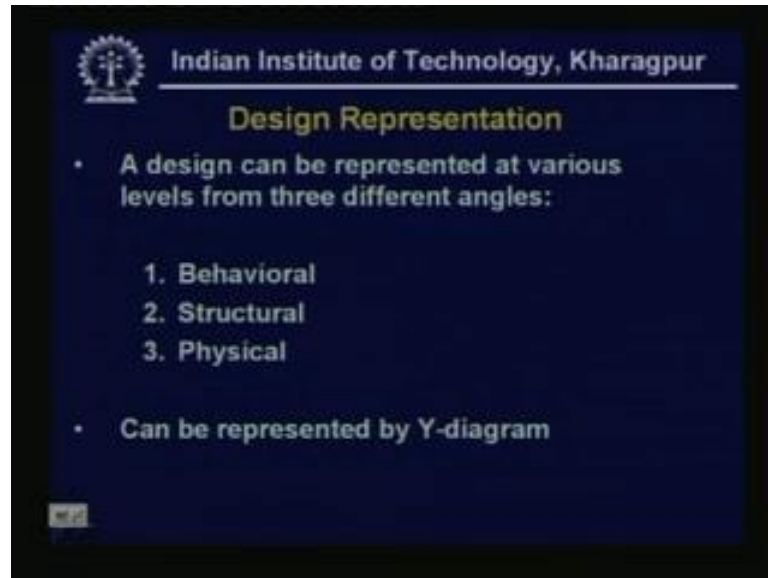 Indian Institute of Technology, Kharagpur
Design Representation
• A design can be represented at various
levels from three different angles:
1. Behavioral
2. Structural
3. Physical
• Can be represented by Y-diagram